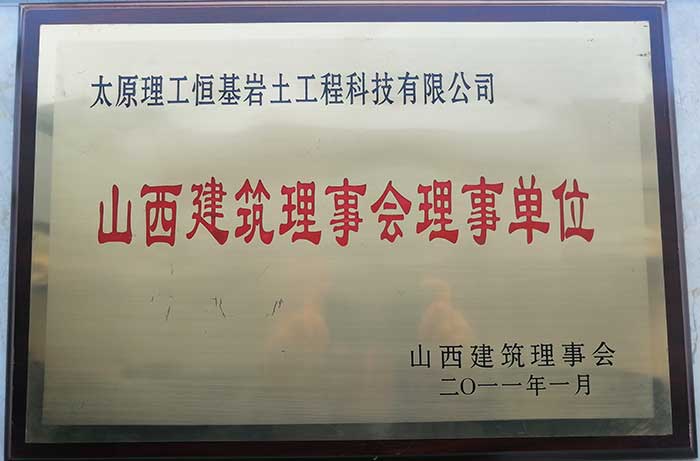 太原理工恒基岩土工程科技有限公司
山西建筑理事会理事单位
山西建筑理事会
二〇一一年一月